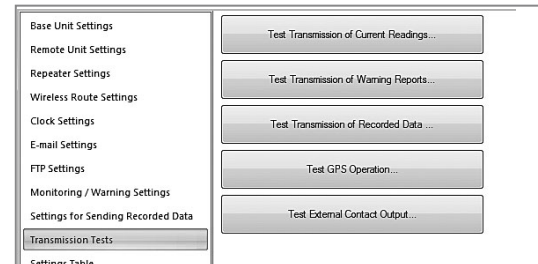 Base Unit Settings
Remote Unit Settings
Repeater Settings
Wireless Route Settings
Clock Settings
E-mail Settings
FTP Settings
Monitoring / Warning Settings
Settings for Sending Recorded Data
Transmission Tests
Settings Table
Test Transmission of Current Readings...
Test Transmission of Warning Reports...
Test Transmission of Recorded Data ...
Test GPS Operation...
Test External Contact Output...